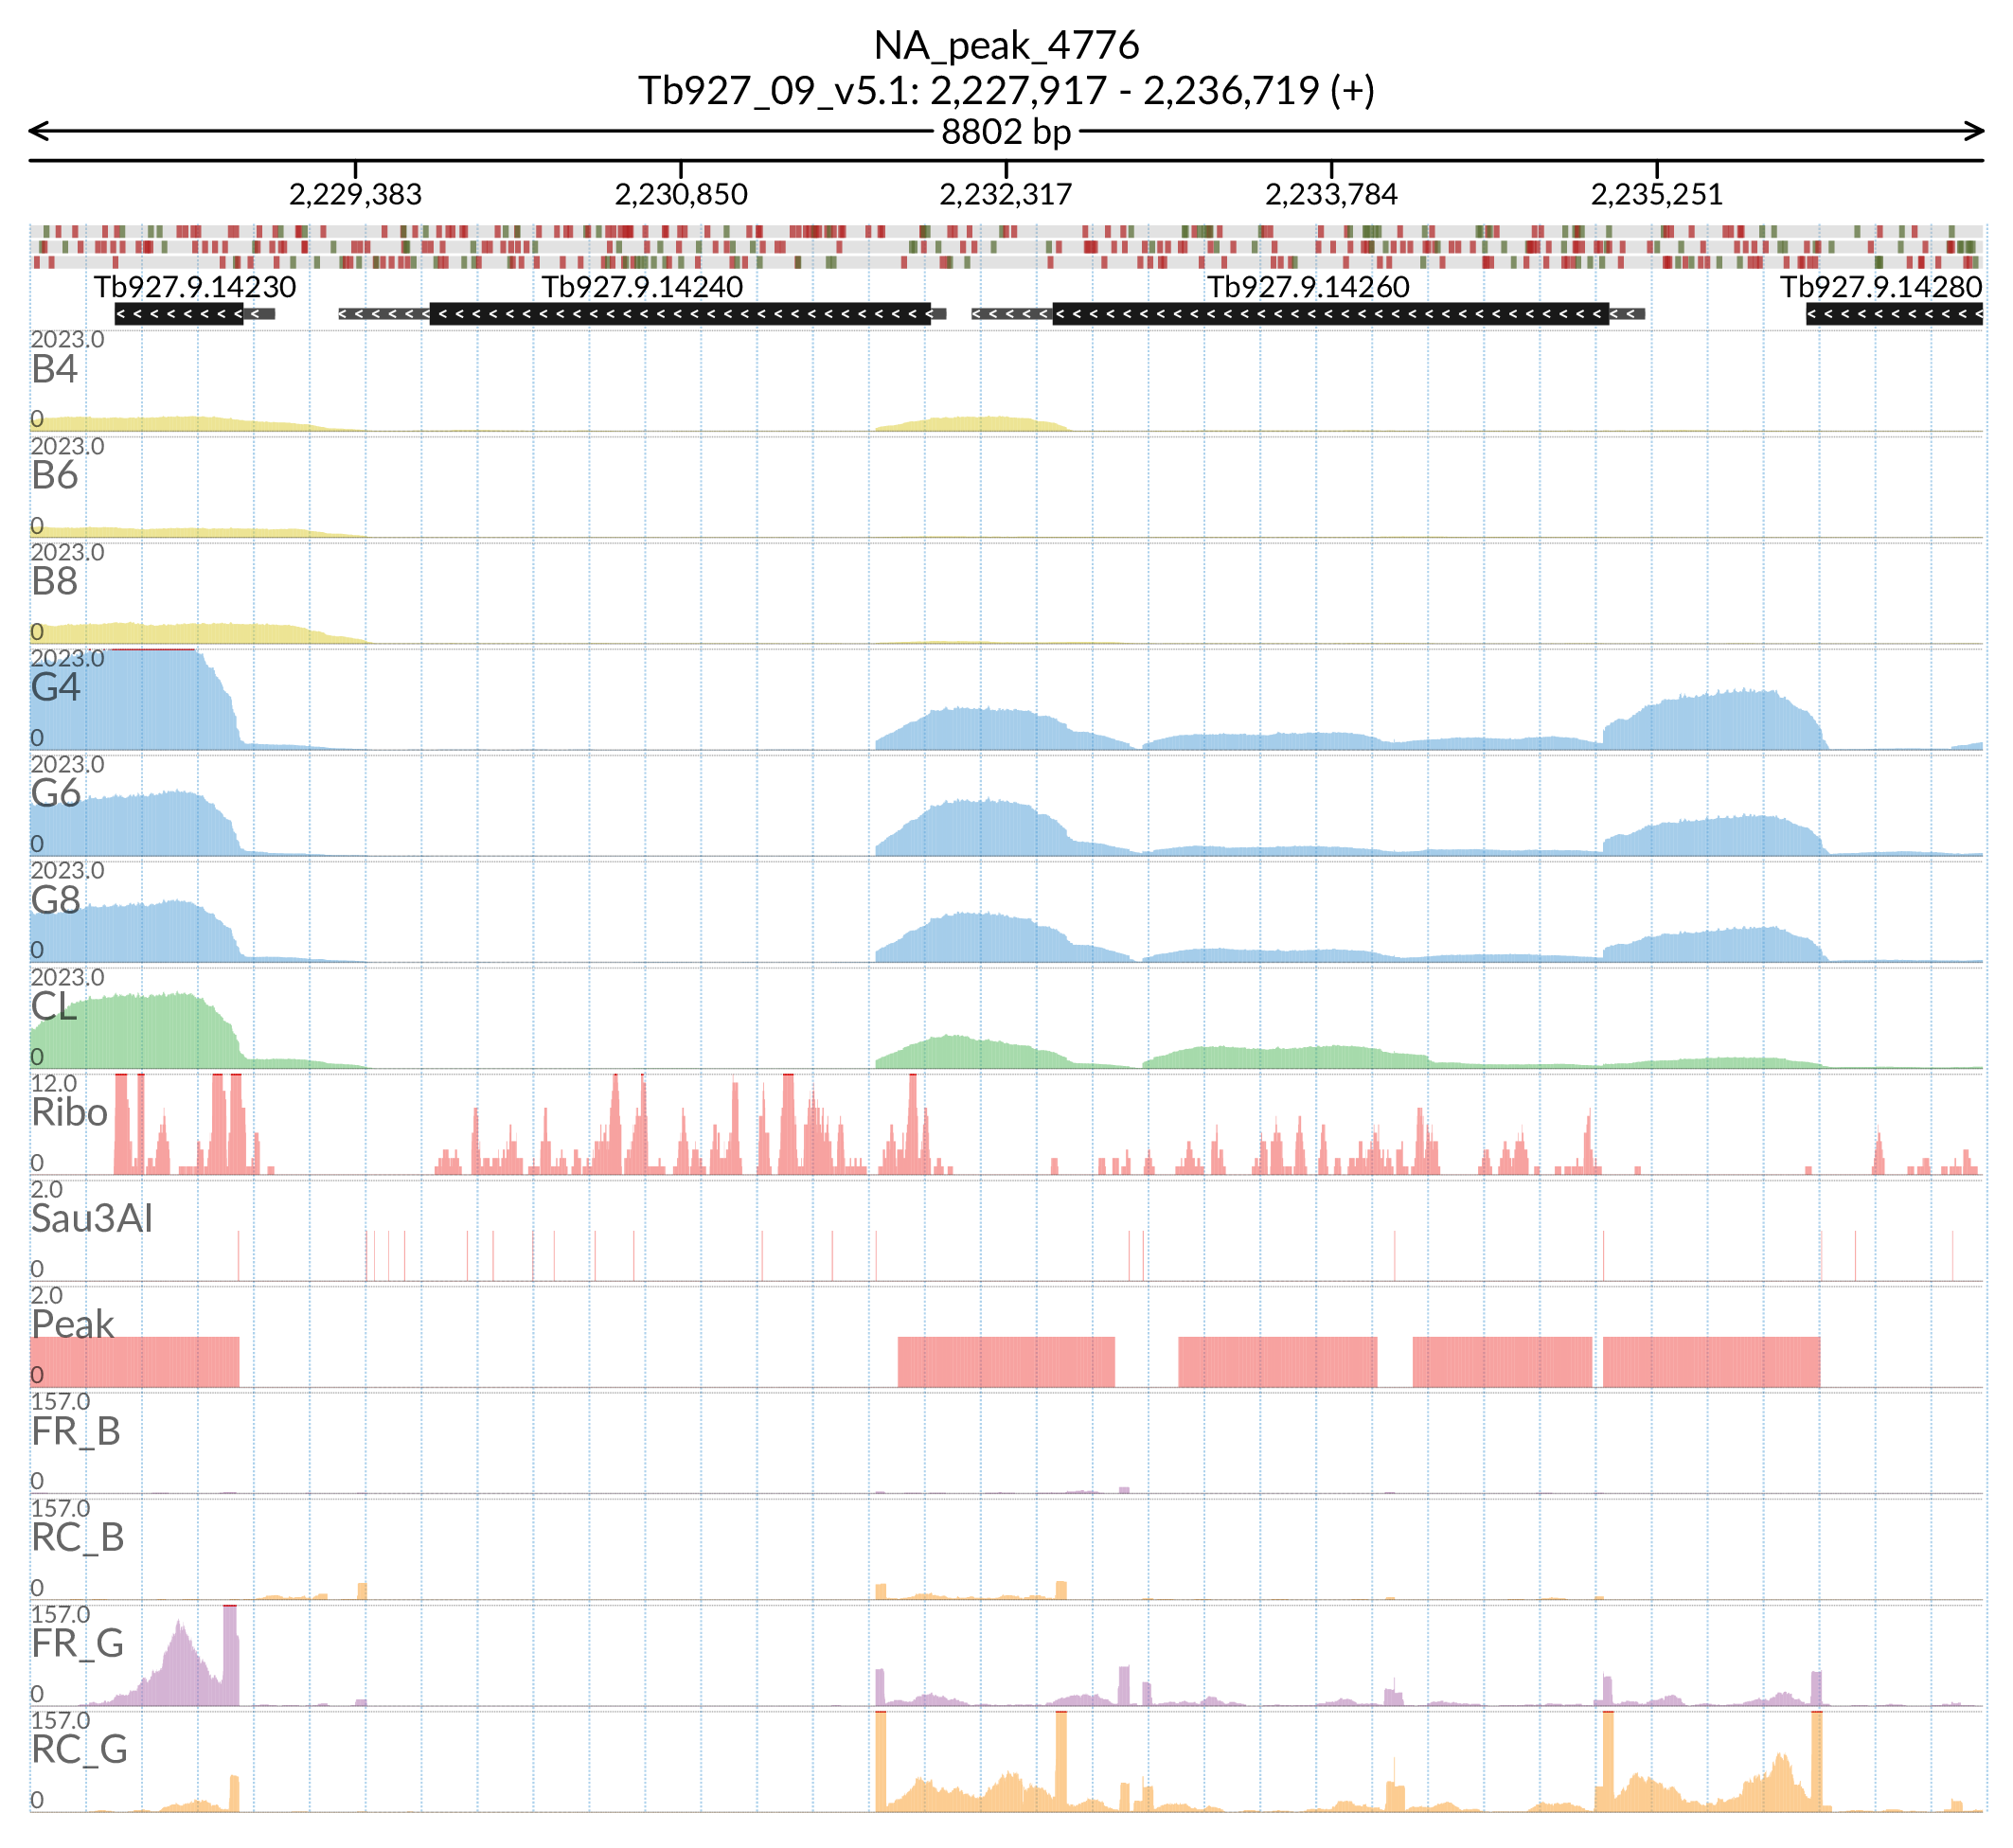 NA_peak_4776
Tb927_09_v5.1: 2,227,917 - 2,236,719 (+)
8802 bp
2,229,383 2,230,850 2,232,317 2,233,784 2,235,251
Tb927.9.14230 Tb927.9.14240 Tb927.9.14260 Tb927.9.14280
2023.0
B4
0
2023.0
B6
0
2023.0
B8
0
2023.0
G4
0
2023.0
G6
0
2023.0
G8
0
2023.0
CL
0
12.0
Ribo
0
2.0
Sau3AI
0
2.0
Peak
0
157.0
FR_B
0
157.0
RC_B
0
157.0
FR_G
0
157.0
RC_G
0